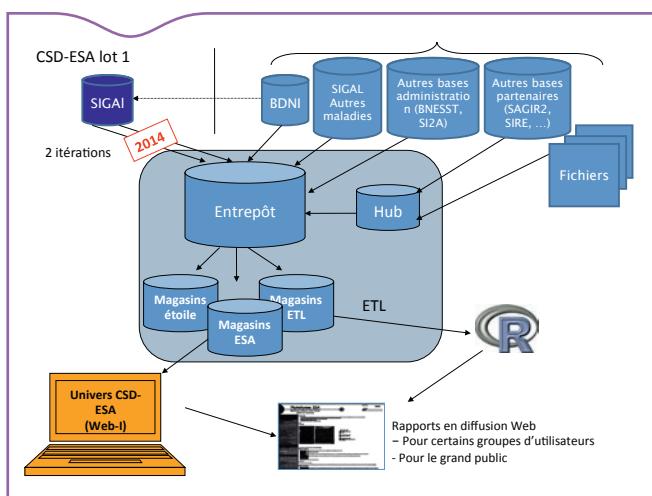 CSD-ESA lot 1
SIGAI
2014
2 itérations
BDNI
SIGAL
Autres
maladies
Autres bases
administratio
n (BNESST,
SI2A)
Autres bases
partenaires
(SAGIR2,
SIRE, …)
Fichiers
Entrepôt
Hub
Magasins
étoile
Magasins
ESA
Magasins
ETL
ETL
R
Univers CSD-
ESA
(Web-I)
Rapports en diffusion Web
– Pour certains groupes d’utilisateurs
- Pour le grand public